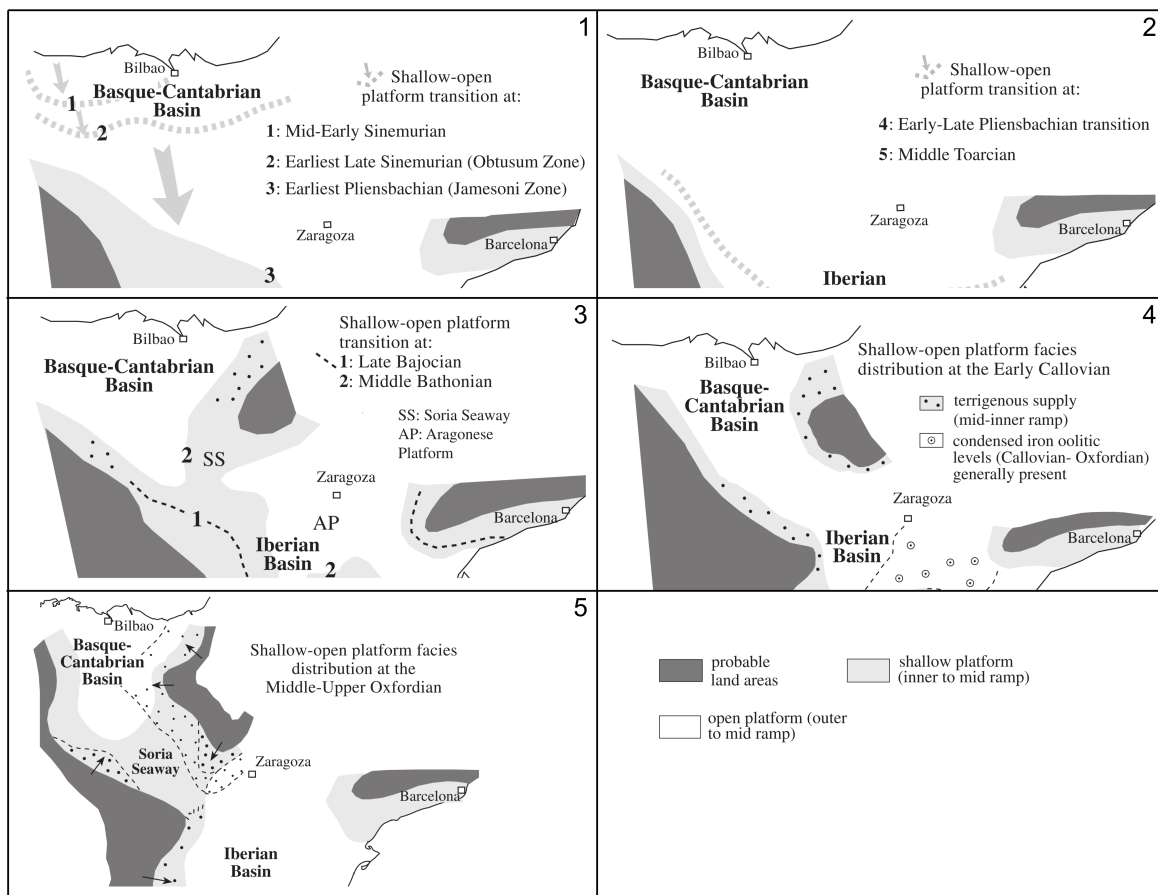 1
Bilbao
Basque-Cantabrian
Basin
1
2
Shallow-open
platform transition at:
1: Mid-Early Sinemurian
2: Earliest Late Sinemurian (Obtusum Zone)
3: Earliest Pliensbachian (Jamesoni Zone)
Zaragoza
Barcelona
3
2
Bilbao
Basque-Cantabrian
Basin
Shallow-open
platform transition at:
4: Early-Late Pliensbachian transition
5: Middle Toarcian
Zaragoza
Barcelona
Iberian
3
Bilbao
Basque-Cantabrian
Basin
Shallow-open platform
transition at:
1: Late Bajocian
2: Middle Bathonian
SS: Soria Seaway
AP: Aragonese
Platform
2 SS
Zaragoza
1
AP
Barcelona
Iberian
Basin
2
4
Bilbao
Basque-
Cantabrian
Basin
Shallow-open platform facies
distribution at the Early Callovian
terrigenous supply
(mid-inner ramp)
condensed iron oolitic
levels (Callovian- Oxfordian)
generally present
Zaragoza
Iberian
Basin
Barcelona
5
Bilbao
Basque-
Cantabrian
Basin
Shallow-open platform facies
distribution at the
Middle-Upper Oxfordian
Soria
Seaway
Zaragoza
Barcelona
Iberian
Basin
probable
land areas
shallow platform
(inner to mid ramp)
open platform (outer
to mid ramp)